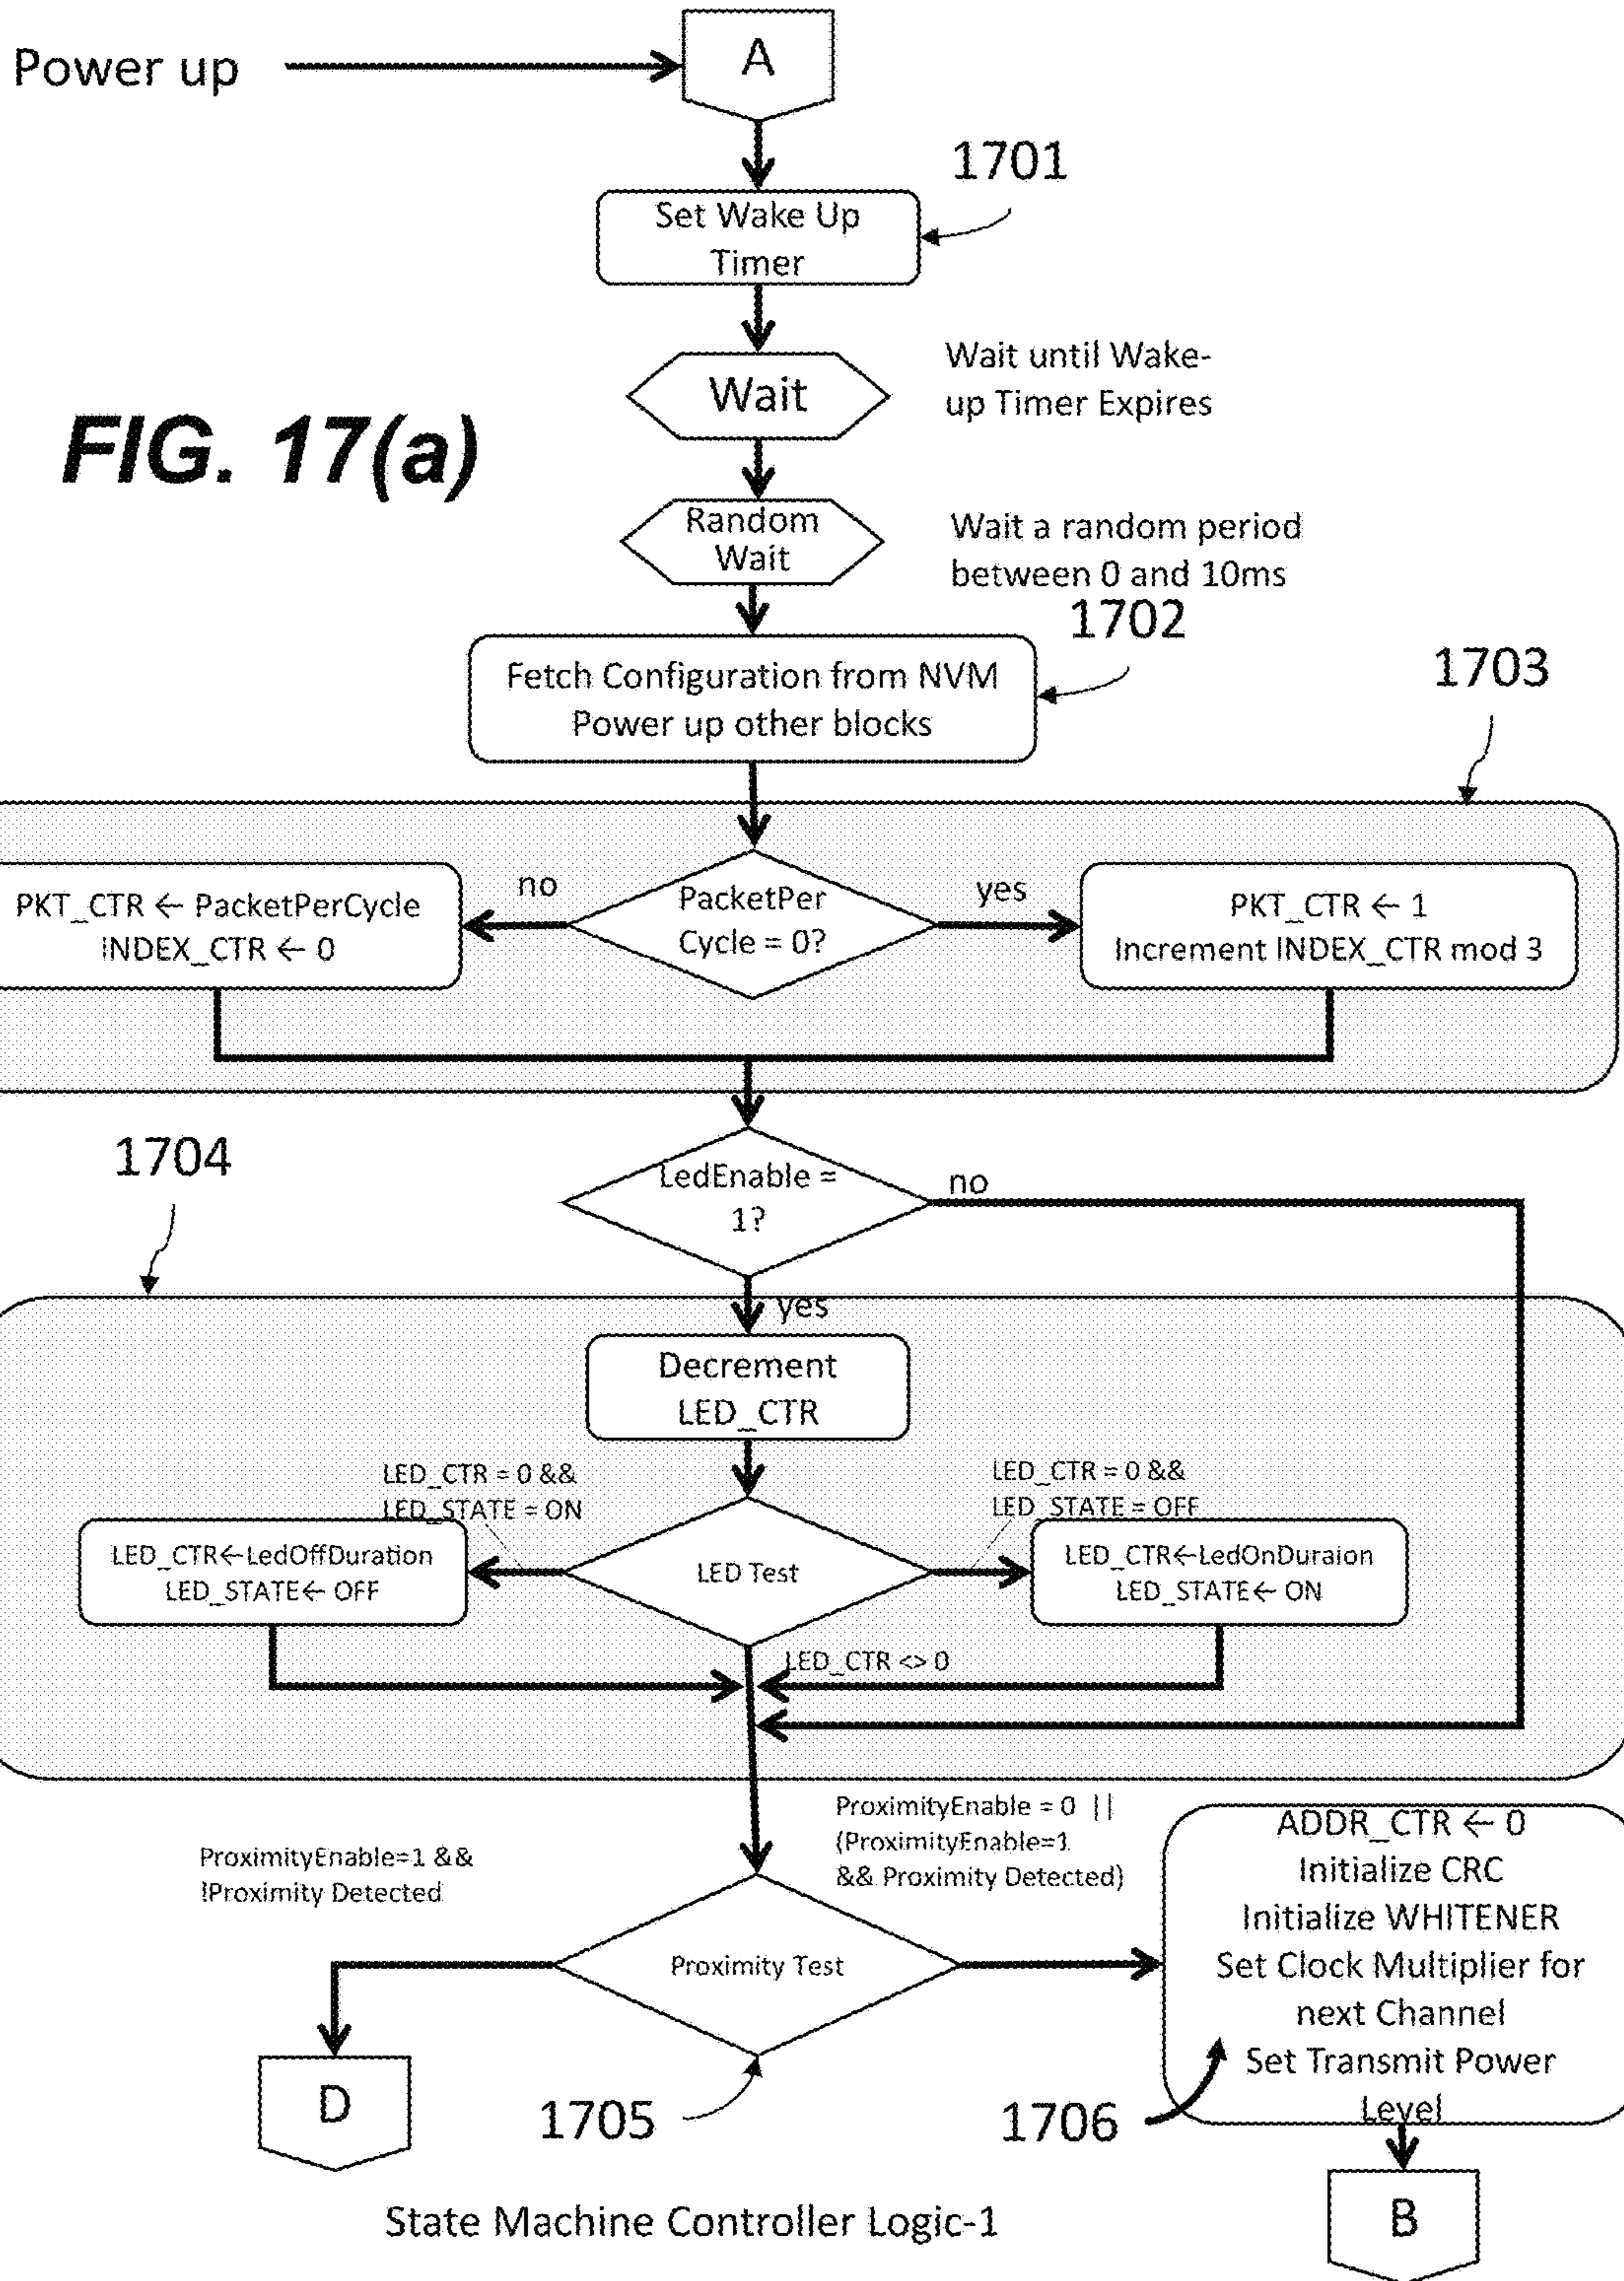 Power up
A
1701
Set Wake Up
Timer
Wait
Wait until Wake-
up Timer Expires
FIG. 17(a)
Random
Wait
Wait a random period
between 0 and 10ms
1702
Fetch Configuration from NVM
Power up other blocks
1703
PKT_CTR ← PacketPerCycle
INDEX_CTR ← 0
no
PacketPer
Cycle = 0?
yes
PKT_CTR ← 1
Increment INDEX_CTR mod 3
1704
LedEnable =
1?
no
yes
Decrement
LED_CTR
LED_CTR = 0 &&
LED_STATE = ON
LED_CTR = 0 &&
LED_STATE = OFF
LED_CTR←LedOffDuration
LED_STATE← OFF
LED Test
LED_CTR←LedOnDuraion
LED_STATE← ON
LED_CTR <> 0
ProximityEnable=1 &&
!Proximity Detected
ProximityEnable = 0 ||
(ProximityEnable=1
&& Proximity Detected)
Proximity Test
ADDR_CTR ← 0
Initialize CRC
Initialize WHITENER
Set Clock Multiplier for
next Channel
Set Transmit Power
Level
D
1705
1706
B
State Machine Controller Logic-1